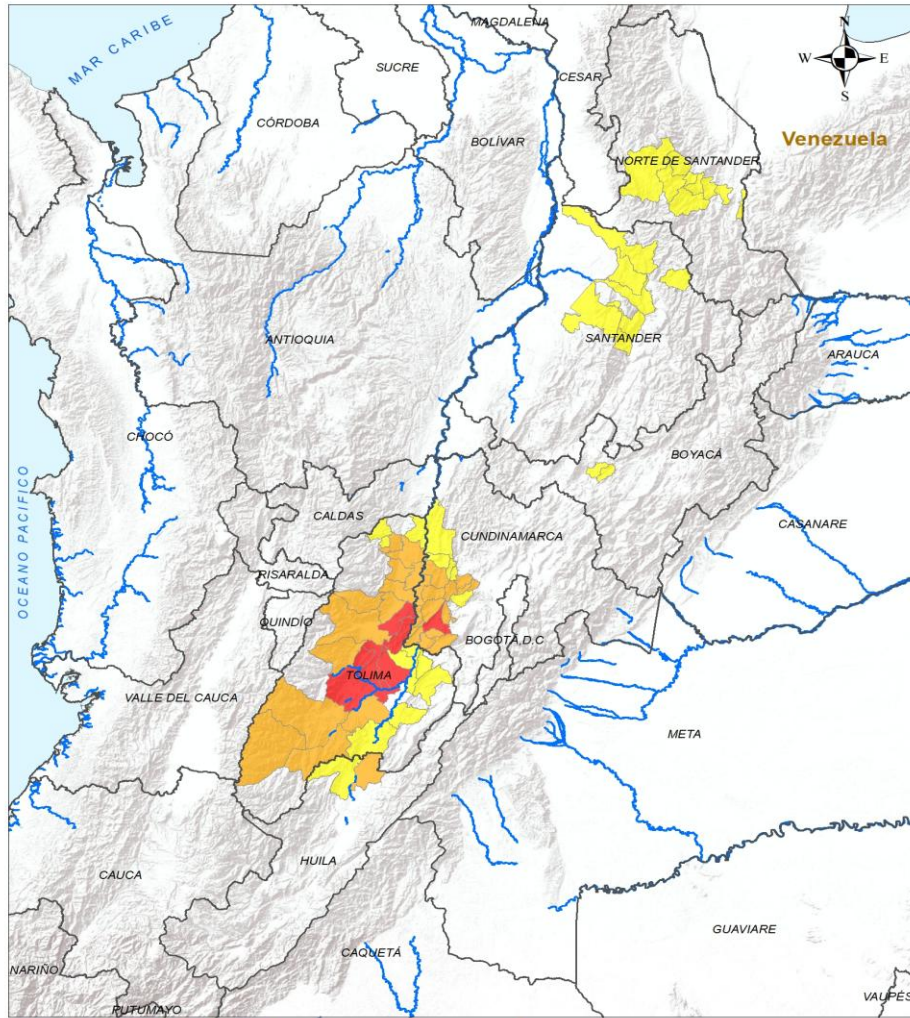 MAGDALENA
N
MAR CARIBE
SUCRE
CESAR
W
E
S
CÓRDOBA
BOLÍVAR
Venezuela
NORTE DE SANTANDER
ANTIOQUIA
SANTANDER
ARAUCA
CHOCÓ
BOYACÁ
OCEANO PACIFICO
CALDAS
CUNDINAMARCA
CASANARE
RISARALDA
QUINDÍO
BOGOTÁ,D.C
TOLIMA
VALLE DEL CAUCA
META
HUILA
CAUCA
GUAVIARE
CAQUETÁ
NARIÑO
VAUPÉS
PUTUMAYO